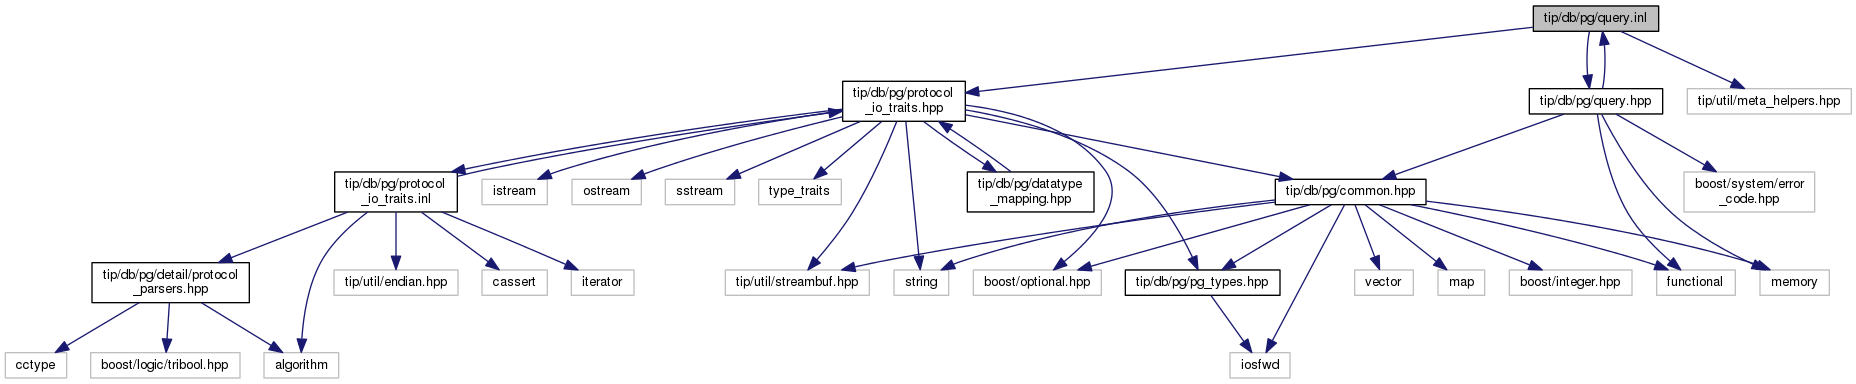 tip/db/pg/query.inl
tip/db/pg/protocol
_io_traits.hpp
tip/db/pg/query.hpp
tip/util/meta_helpers.hpp
tip/db/pg/protocol
_io_traits.inl
istream
ostream
sstream
type_traits
tip/db/pg/datatype
_mapping.hpp
tip/db/pg/common.hpp
boost/system/error
_code.hpp
tip/db/pg/detail/protocol
_parsers.hpp
tip/util/endian.hpp
cassert
iterator
tip/util/streambuf.hpp
string
boost/optional.hpp
tip/db/pg/pg_types.hpp
vector
map
boost/integer.hpp
functional
memory
cctype
boost/logic/tribool.hpp
algorithm
iosfwd